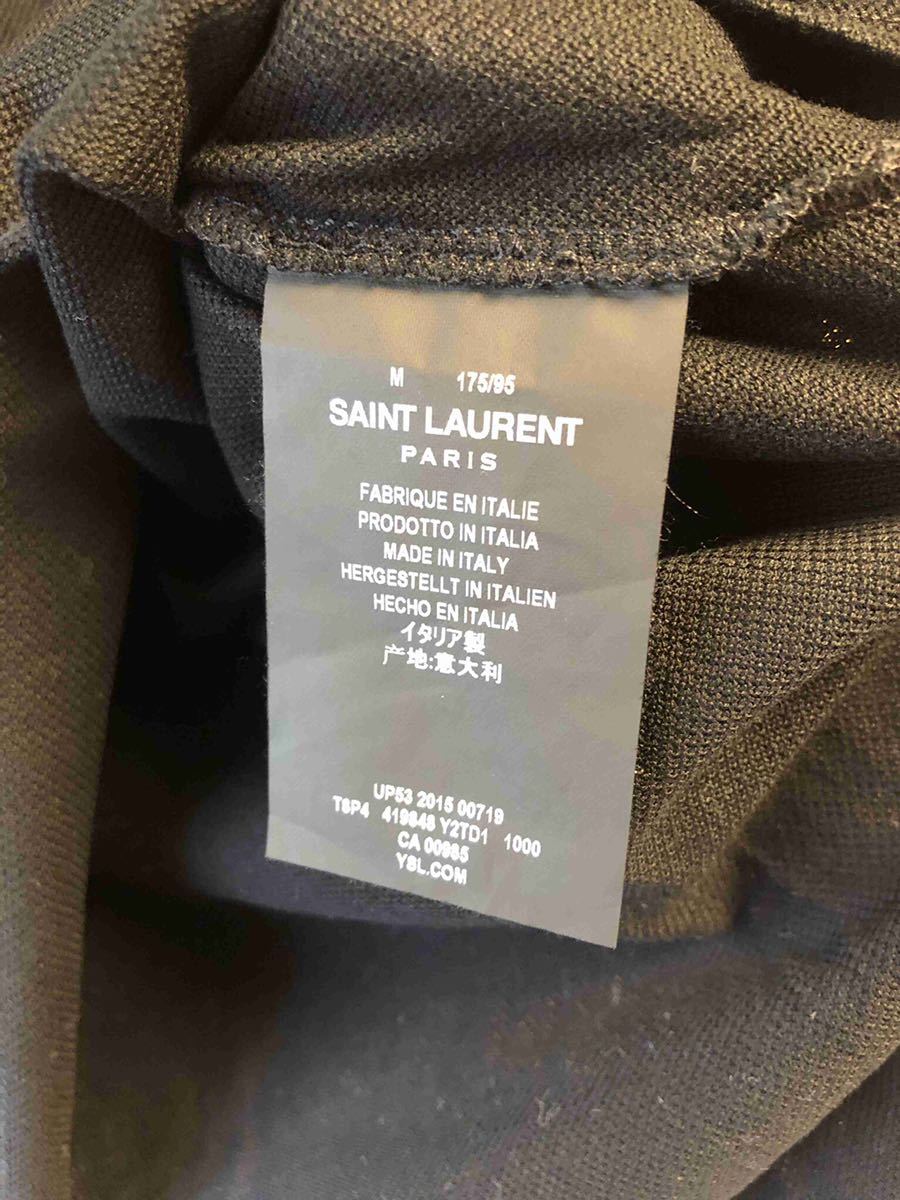 M 175/95
SAINT LAURENT
PARIS
FABRIQUE EN ITALIE
PRODOTTO IN ITALIA
MADE IN ITALY
HERGESTELLT IN ITALIEN
HECHO EN ITALIA
イタリア製
产地:意大利
UP53 2015 00719
T8P4 419848 Y2TD1 1000
CA 00985
YSL.COM